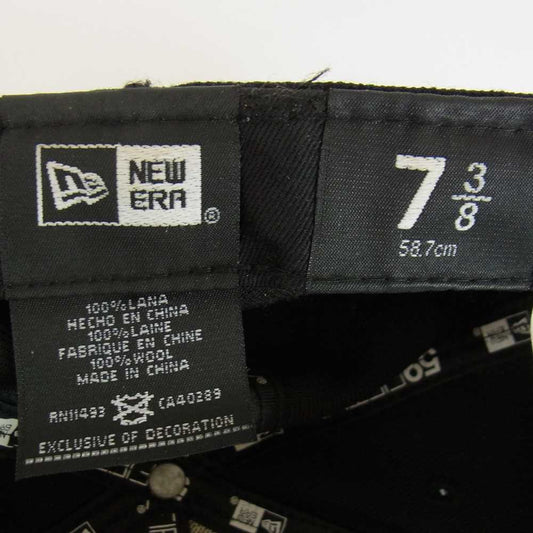 NEW
ERA
®
7 3/8
58.7cm
100% LANA
HECHO EN CHINA
100% LAINE
FABRIQUE EN CHINE
100% WOOL
MADE IN CHINA
RN11493 CA40389
EXCLUSIVE OF DECORATION